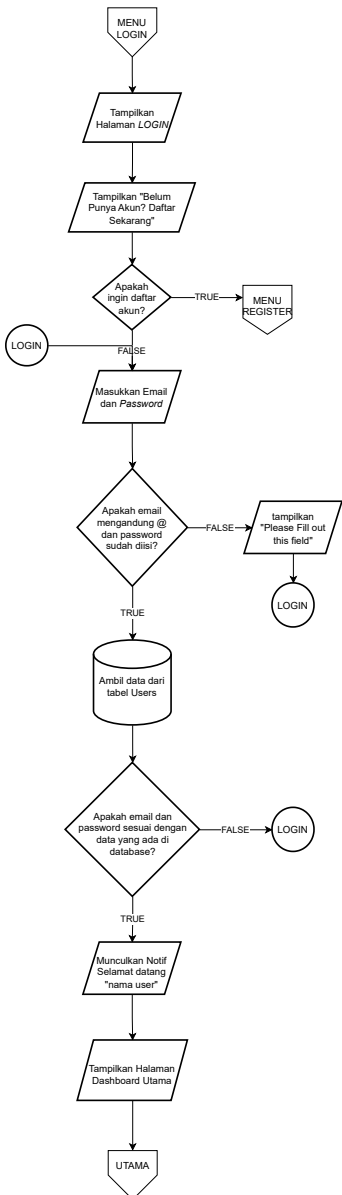 MENU
LOGIN
Tampilkan
Halaman LOGIN
Tampilkan "Belum
Punya Akun? Daftar
Sekarang"
Apakah
ingin daftar
akun?
TRUE
MENU
REGISTER
LOGIN
FALSE
Masukkan Email
dan Password
Apakah email
mengandung @
dan password
sudah diisi?
FALSE
tampilkan
"Please Fill out
this field"
LOGIN
TRUE
Ambil data dari
tabel Users
Apakah email dan
password sesuai dengan
data yang ada di
database?
FALSE
LOGIN
TRUE
Munculkan Notif
Selamat datang
"nama user"
Tampilkan Halaman
Dashboard Utama
UTAMA